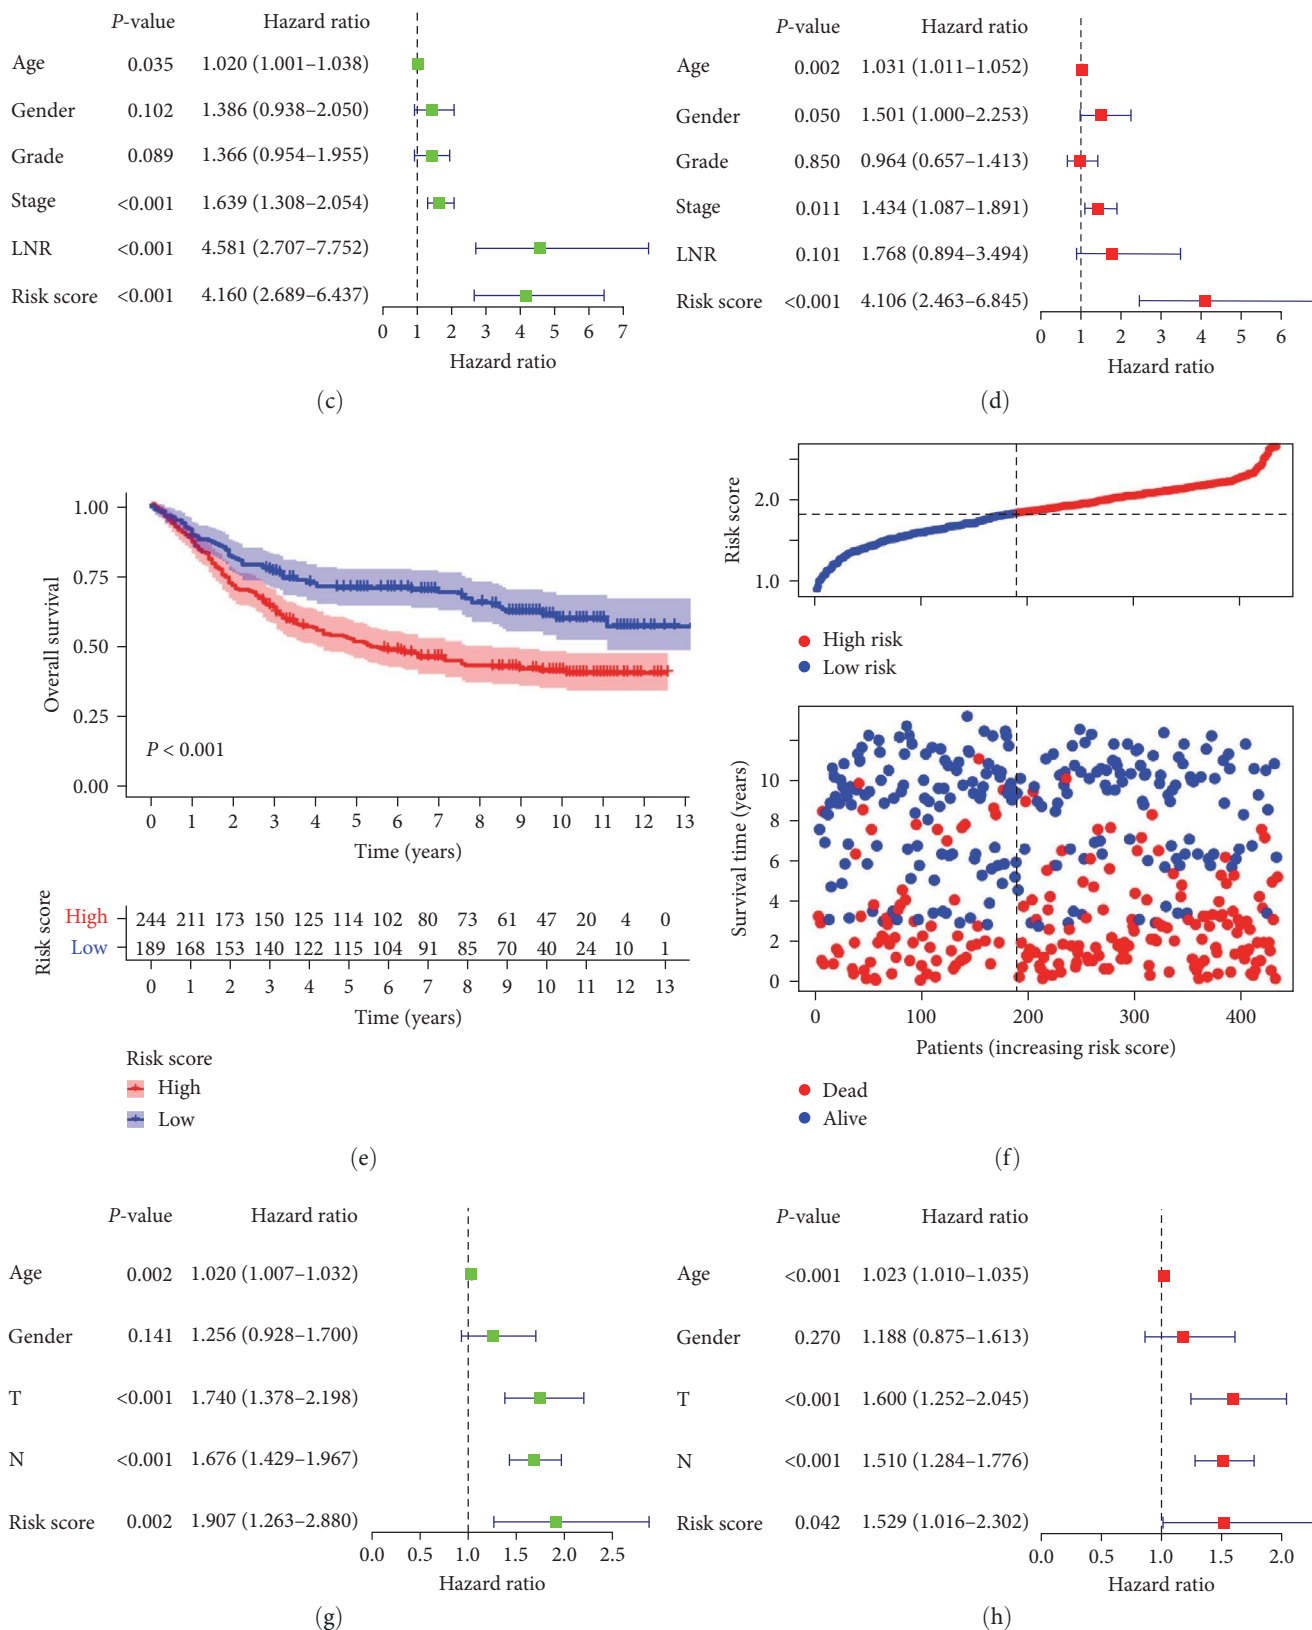 P-value Hazard ratio
Age 0.035 1.020 (1.001–1.038)
Gender 0.102 1.386 (0.938–2.050)
Grade 0.089 1.366 (0.954–1.955)
Stage <0.001 1.639 (1.308–2.054)
LNR <0.001 4.581 (2.707–7.752)
Risk score <0.001 4.160 (2.689–6.437)
0 1 2 3 4 5 6 7
Hazard ratio
(c)
P-value Hazard ratio
Age 0.002 1.031 (1.011–1.052)
Gender 0.050 1.501 (1.000–2.253)
Grade 0.850 0.964 (0.657–1.413)
Stage 0.011 1.434 (1.087–1.891)
LNR 0.101 1.768 (0.894–3.494)
Risk score <0.001 4.106 (2.463–6.845)
0 1 2 3 4 5 6
Hazard ratio
(d)
Overall survival
1.00
0.75
0.50
0.25
0.00
P < 0.001
0 1 2 3 4 5 6 7 8 9 10 11 12 13
Time (years)
Risk score
High 244 211 173 150 125 114 102 80 73 61 47 20 4 0
Low 189 168 153 140 122 115 104 91 85 70 40 24 10 1
0 1 2 3 4 5 6 7 8 9 10 11 12 13
Time (years)
Risk score
High
Low
(e)
Risk score
2.0
1.0
High risk
Low risk
Survival time (years)
10
8
6
4
2
0
0 100 200 300 400
Patients (increasing risk score)
Dead
Alive
(f)
P-value Hazard ratio
Age 0.002 1.020 (1.007–1.032)
Gender 0.141 1.256 (0.928–1.700)
T <0.001 1.740 (1.378–2.198)
N <0.001 1.676 (1.429–1.967)
Risk score 0.002 1.907 (1.263–2.880)
0.0 0.5 1.0 1.5 2.0 2.5
Hazard ratio
(g)
P-value Hazard ratio
Age <0.001 1.023 (1.010–1.035)
Gender 0.270 1.188 (0.875–1.613)
T <0.001 1.600 (1.252–2.045)
N <0.001 1.510 (1.284–1.776)
Risk score 0.042 1.529 (1.016–2.302)
0.0 0.5 1.0 1.5 2.0
Hazard ratio
(h)